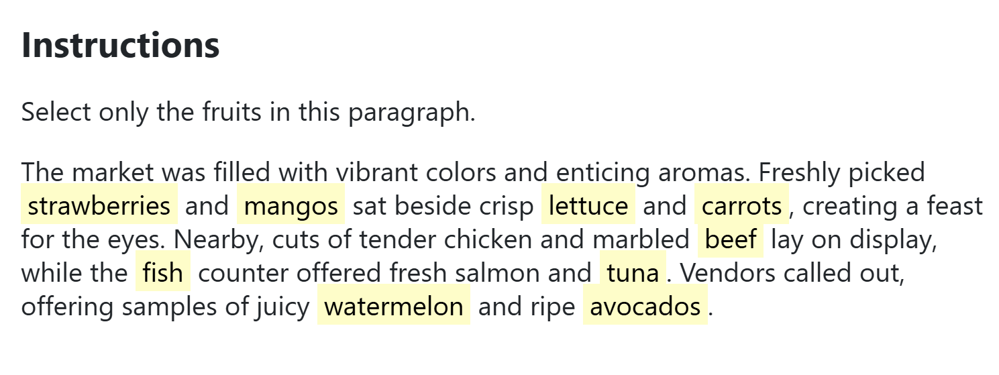 Instructions
Select only the fruits in this paragraph.
The market was filled with vibrant colors and enticing aromas. Freshly picked
strawberries and mangos sat beside crisp lettuce and carrots, creating a feast
for the eyes. Nearby, cuts of tender chicken and marbled beef lay on display,
while the fish counter offered fresh salmon and tuna. Vendors called out,
offering samples of juicy watermelon and ripe avocados.